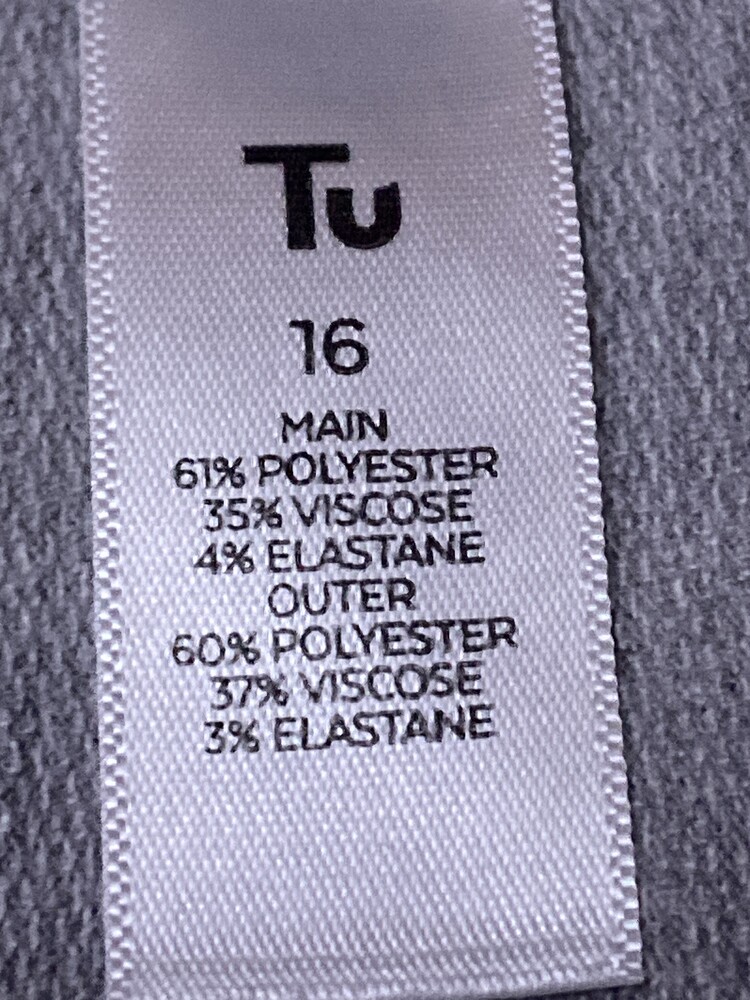 Tu
16
MAIN
61% POLYESTER
35% VISCOSE
4% ELASTANE
OUTER
60% POLYESTER
37% VISCOSE
3% ELASTANE